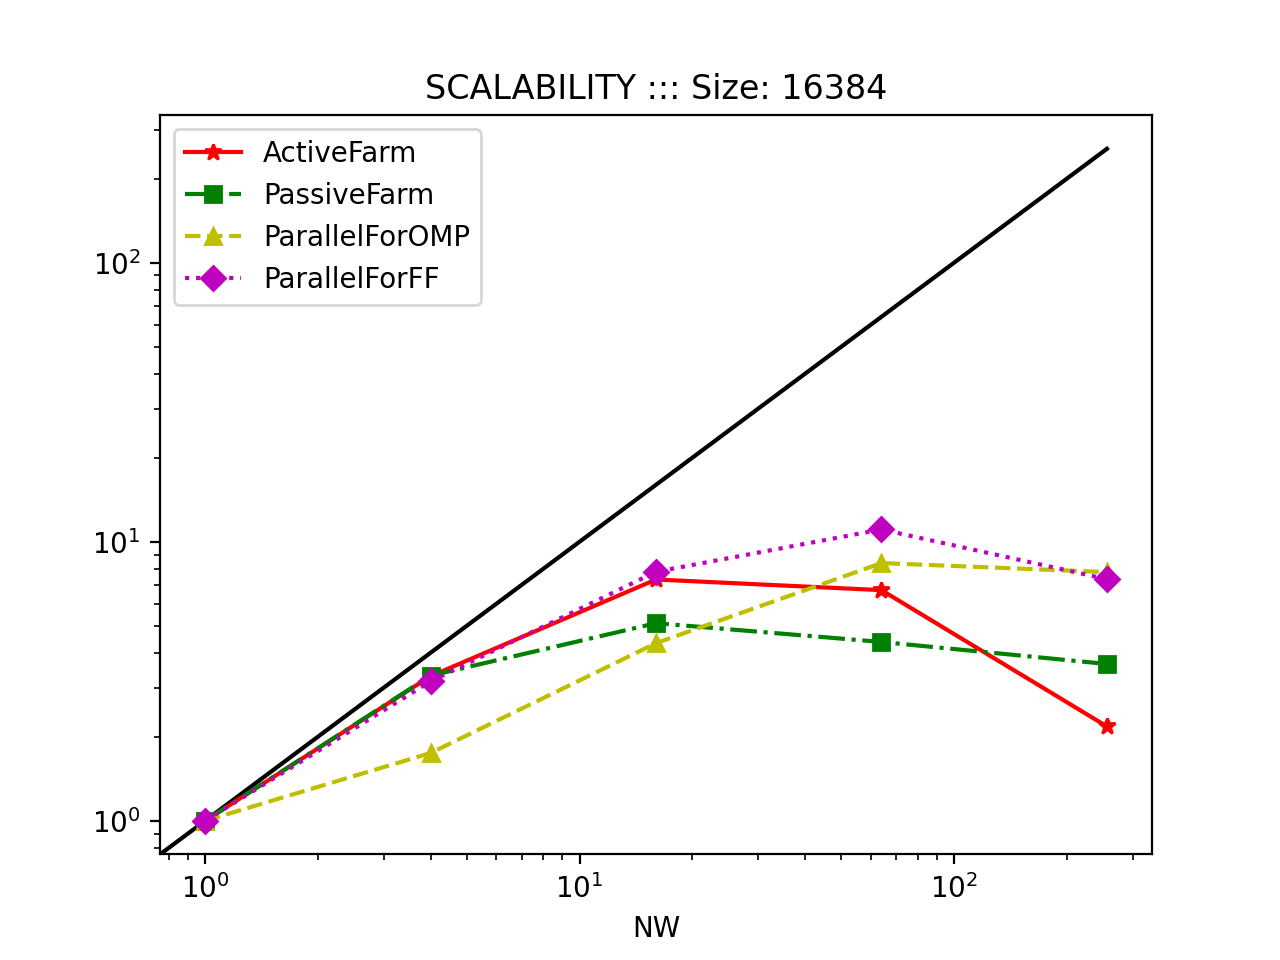 SCALABILITY ::: Size: 16384
ActiveFarm
PassiveFarm
ParallelForOMP
ParallelForFF
10²
10¹
10⁰
10⁰ 10¹ 10²
NW